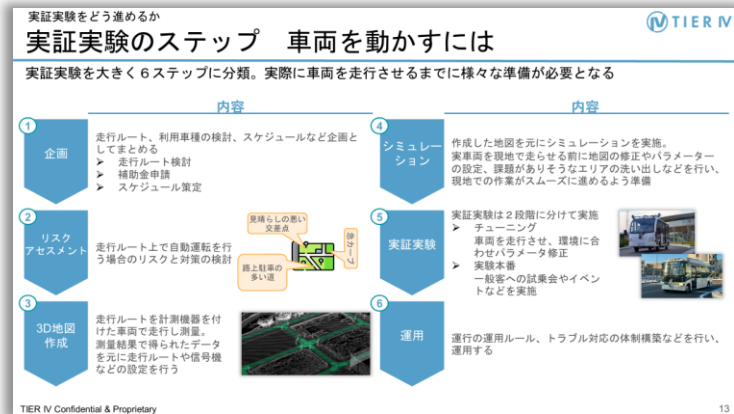 実証実験をどう進めるか
実証実験のステップ　車両を動かすには
TIER IV
実証実験を大きく６ステップに分類。実際に車両を走行させるまでに様々な準備が必要となる
内容
1
企画
走行ルート、利用車種の検討、スケジュールなど企画と
してまとめる
➢ 走行ルート検討
➢ 補助金申請
➢ スケジュール策定
2
リスク
アセスメント
走行ルート上で自動運転を行
う場合のリスクと対策の検討
見晴らしの悪い
交差点
急カーブ
路上駐車の
多い道
3
3D地図
作成
走行ルートを計測機器を付
けた車両で走行し測量。
測量結果で得られたデータ
を元に走行ルートや信号機
などの設定を行う
内容
4
シミュレー
ション
作成した地図を元にシミュレーションを実施。
実車両を現地で走らせる前に地図の修正やパラメーター
の設定、課題がありそうなエリアの洗い出しなどを行い、
現地での作業がスムーズに進めるよう準備
5
実証実験
実証実験は２段階に分けて実施
➢ チューニング
車両を走行させ、環境に合
わせパラメータ修正
➢ 実験本番
一般客への試乗会やイベン
トなどを実施
6
運用
運行の運用ルール、トラブル対応の体制構築などを行い、
運用する
TIER IV Confidential & Proprietary
13